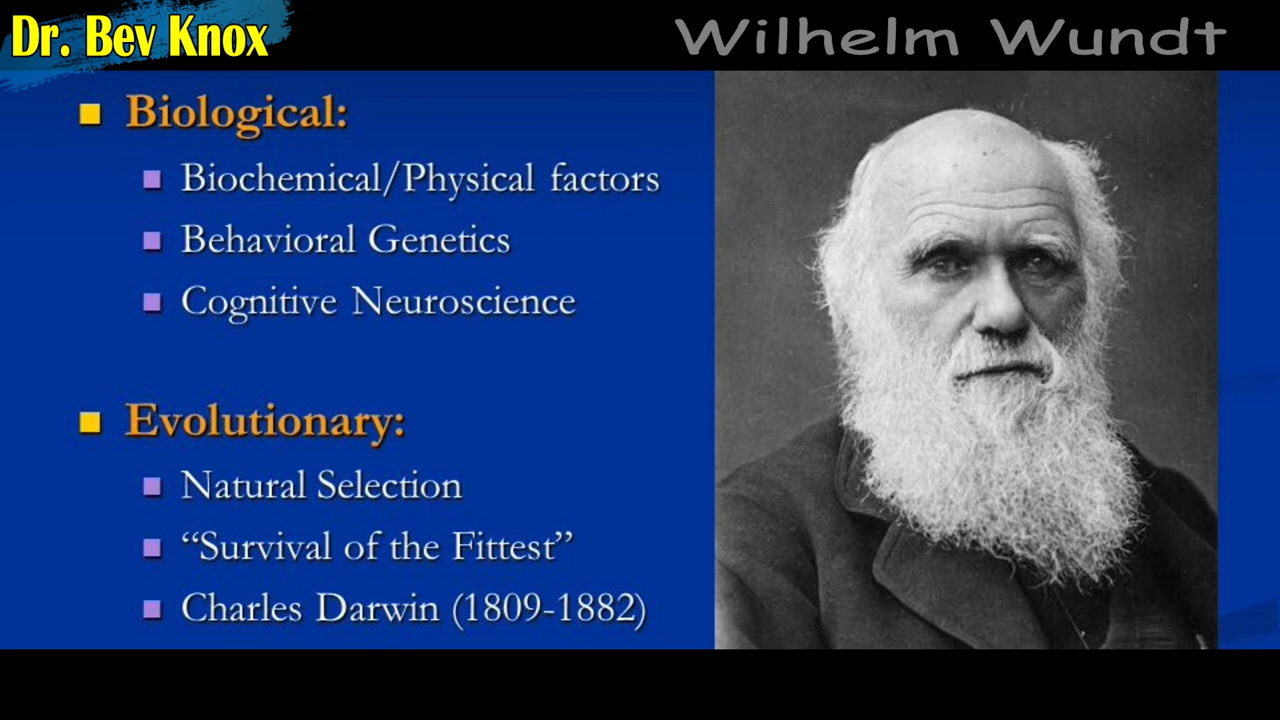 Dr. Bev Knox
Wilhelm Wundt
Biological:
Biochemical/Physical factors
Behavioral Genetics
Cognitive Neuroscience
Evolutionary:
Natural Selection
“Survival of the Fittest”
Charles Darwin (1809-1882)